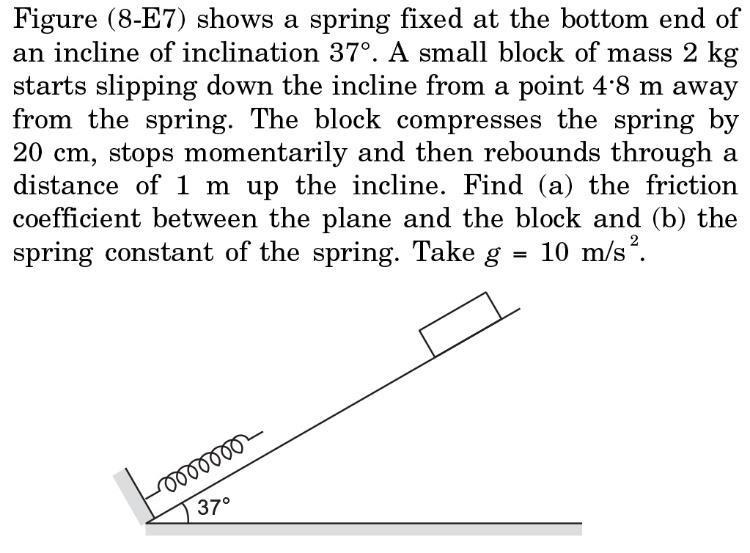 Figure (8-E7) shows a spring fixed at the bottom end of
an incline of inclination 37°. A small block of mass 2 kg
starts slipping down the incline from a point 4·8 m away
from the spring. The block compresses the spring by
20 cm, stops momentarily and then rebounds through a
distance of 1 m up the incline. Find (a) the friction
coefficient between the plane and the block and (b) the
spring constant of the spring. Take g = 10 m/s².
37°